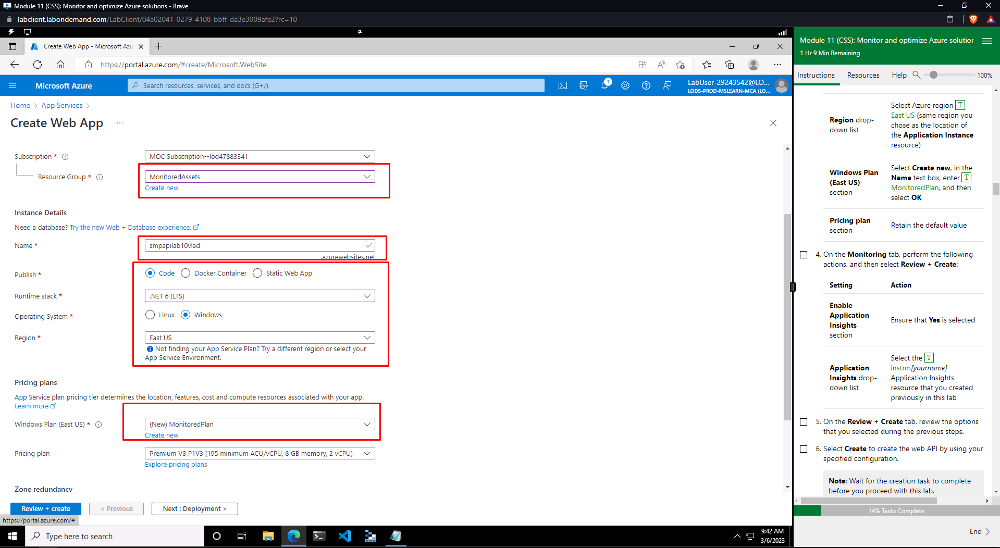 Module 11 (CSS): Monitor and optimize Azure solutions - Brave
labclient.labondemand.com/LabClient/04a02041-0279-4108-bbff-da3e3009afe2?rc=10
Create Web App - Microsoft Azu
https://portal.azure.com/#create/Microsoft.WebSite
Microsoft Azure
Search resources, services, and docs (G+/)
1
LabUser-29243542@LO...
LODS-PROD-MSLEARN-MCA (LO...
Home > App Services >
Create Web App ...
Subscription *
MOC Subscription--lod47883341
Resource Group *
MonitoredAssets
Create new
Instance Details
Need a database? Try the new Web + Database experience.
Name *
smpapilab10vlad
.azurewebsites.net
Publish *
Code
Docker Container
Static Web App
Runtime stack *
.NET 6 (LTS)
Operating System *
Linux
Windows
Region *
East US
Not finding your App Service Plan? Try a different region or select your
App Service Environment.
Pricing plans
App Service plan pricing tier determines the location, features, cost and compute resources associated with your app.
Learn more
Windows Plan (East US) *
(New) MonitoredPlan
Create new
Pricing plan
Premium V3 P1V3 (195 minimum ACU/vCPU, 8 GB memory, 2 vCPU)
Explore pricing plans
Zone redundancy
Review + create
< Previous
Next : Deployment >
https://portal.azure.com/#
Type here to search
9:42 AM
3/6/2023
Module 11 (CSS): Monitor and optimize Azure solution
1 Hr 9 Min Remaining
Instructions
Resources
Help
100%
Region drop-
down list
Select Azure region T
East US (same region you
chose as the location of
the Application Instance
resource)
Windows Plan
(East US)
section
Select Create new, in the
Name text box, enter T
MonitoredPlan, and then
select OK
Pricing plan
section
Retain the default value
4. On the Monitoring tab, perform the following
actions, and then select Review + Create:
Setting
Action
Enable
Application
Insights
section
Ensure that Yes is selected
Application
Insights drop-
down list
Select the T
instrm[yourname]
Application Insights
resource that you created
previously in this lab
5. On the Review + Create tab, review the options
that you selected during the previous steps.
6. Select Create to create the web API by using your
specified configuration.
Note: Wait for the creation task to complete
before you proceed with this lab.
14% Tasks Complete
End >